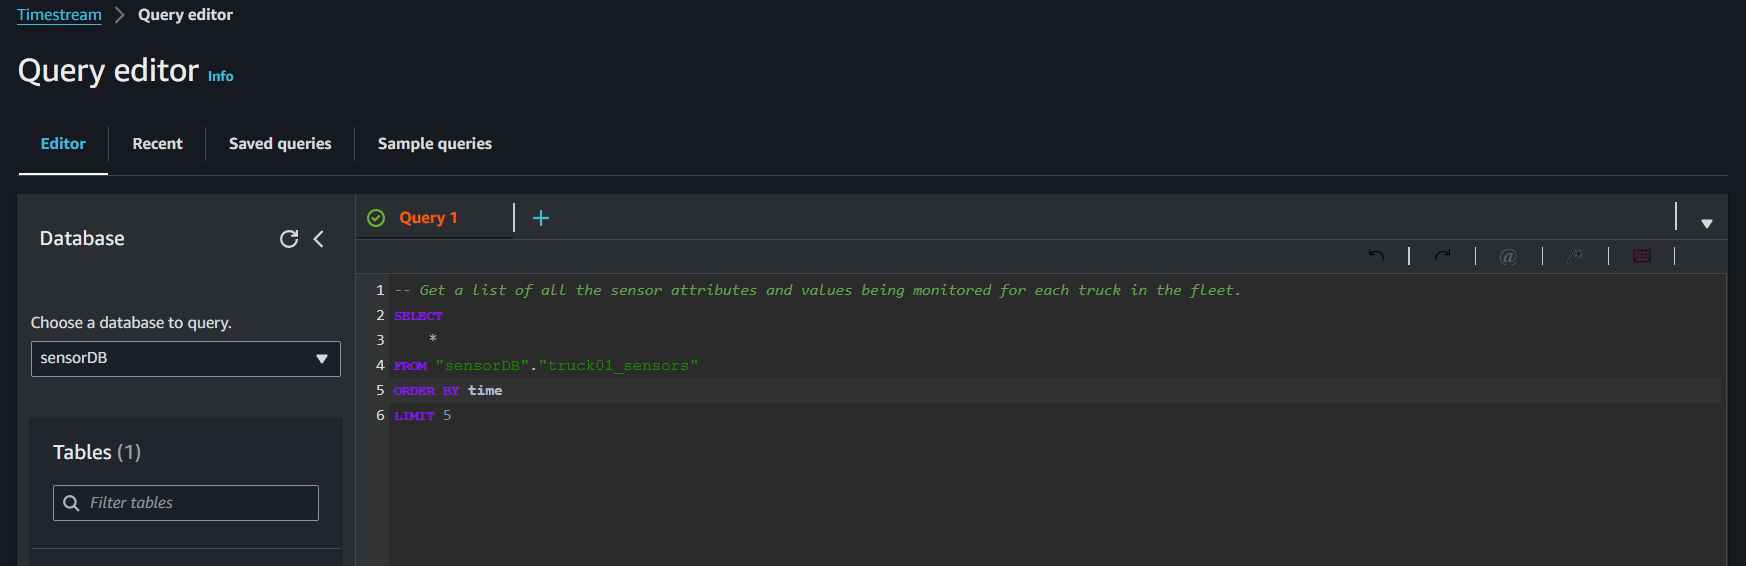 Timestream > Query editor
Query editor Info
Editor
Recent
Saved queries
Sample queries
Database
Choose a database to query.
sensorDB
Tables (1)
Filter tables
Query 1
@
1 -- Get a list of all the sensor attributes and values being monitored for each truck in the fleet.
2 SELECT
3 *
4 FROM "sensorDB"."truck01_sensors"
5 ORDER BY time
6 LIMIT 5